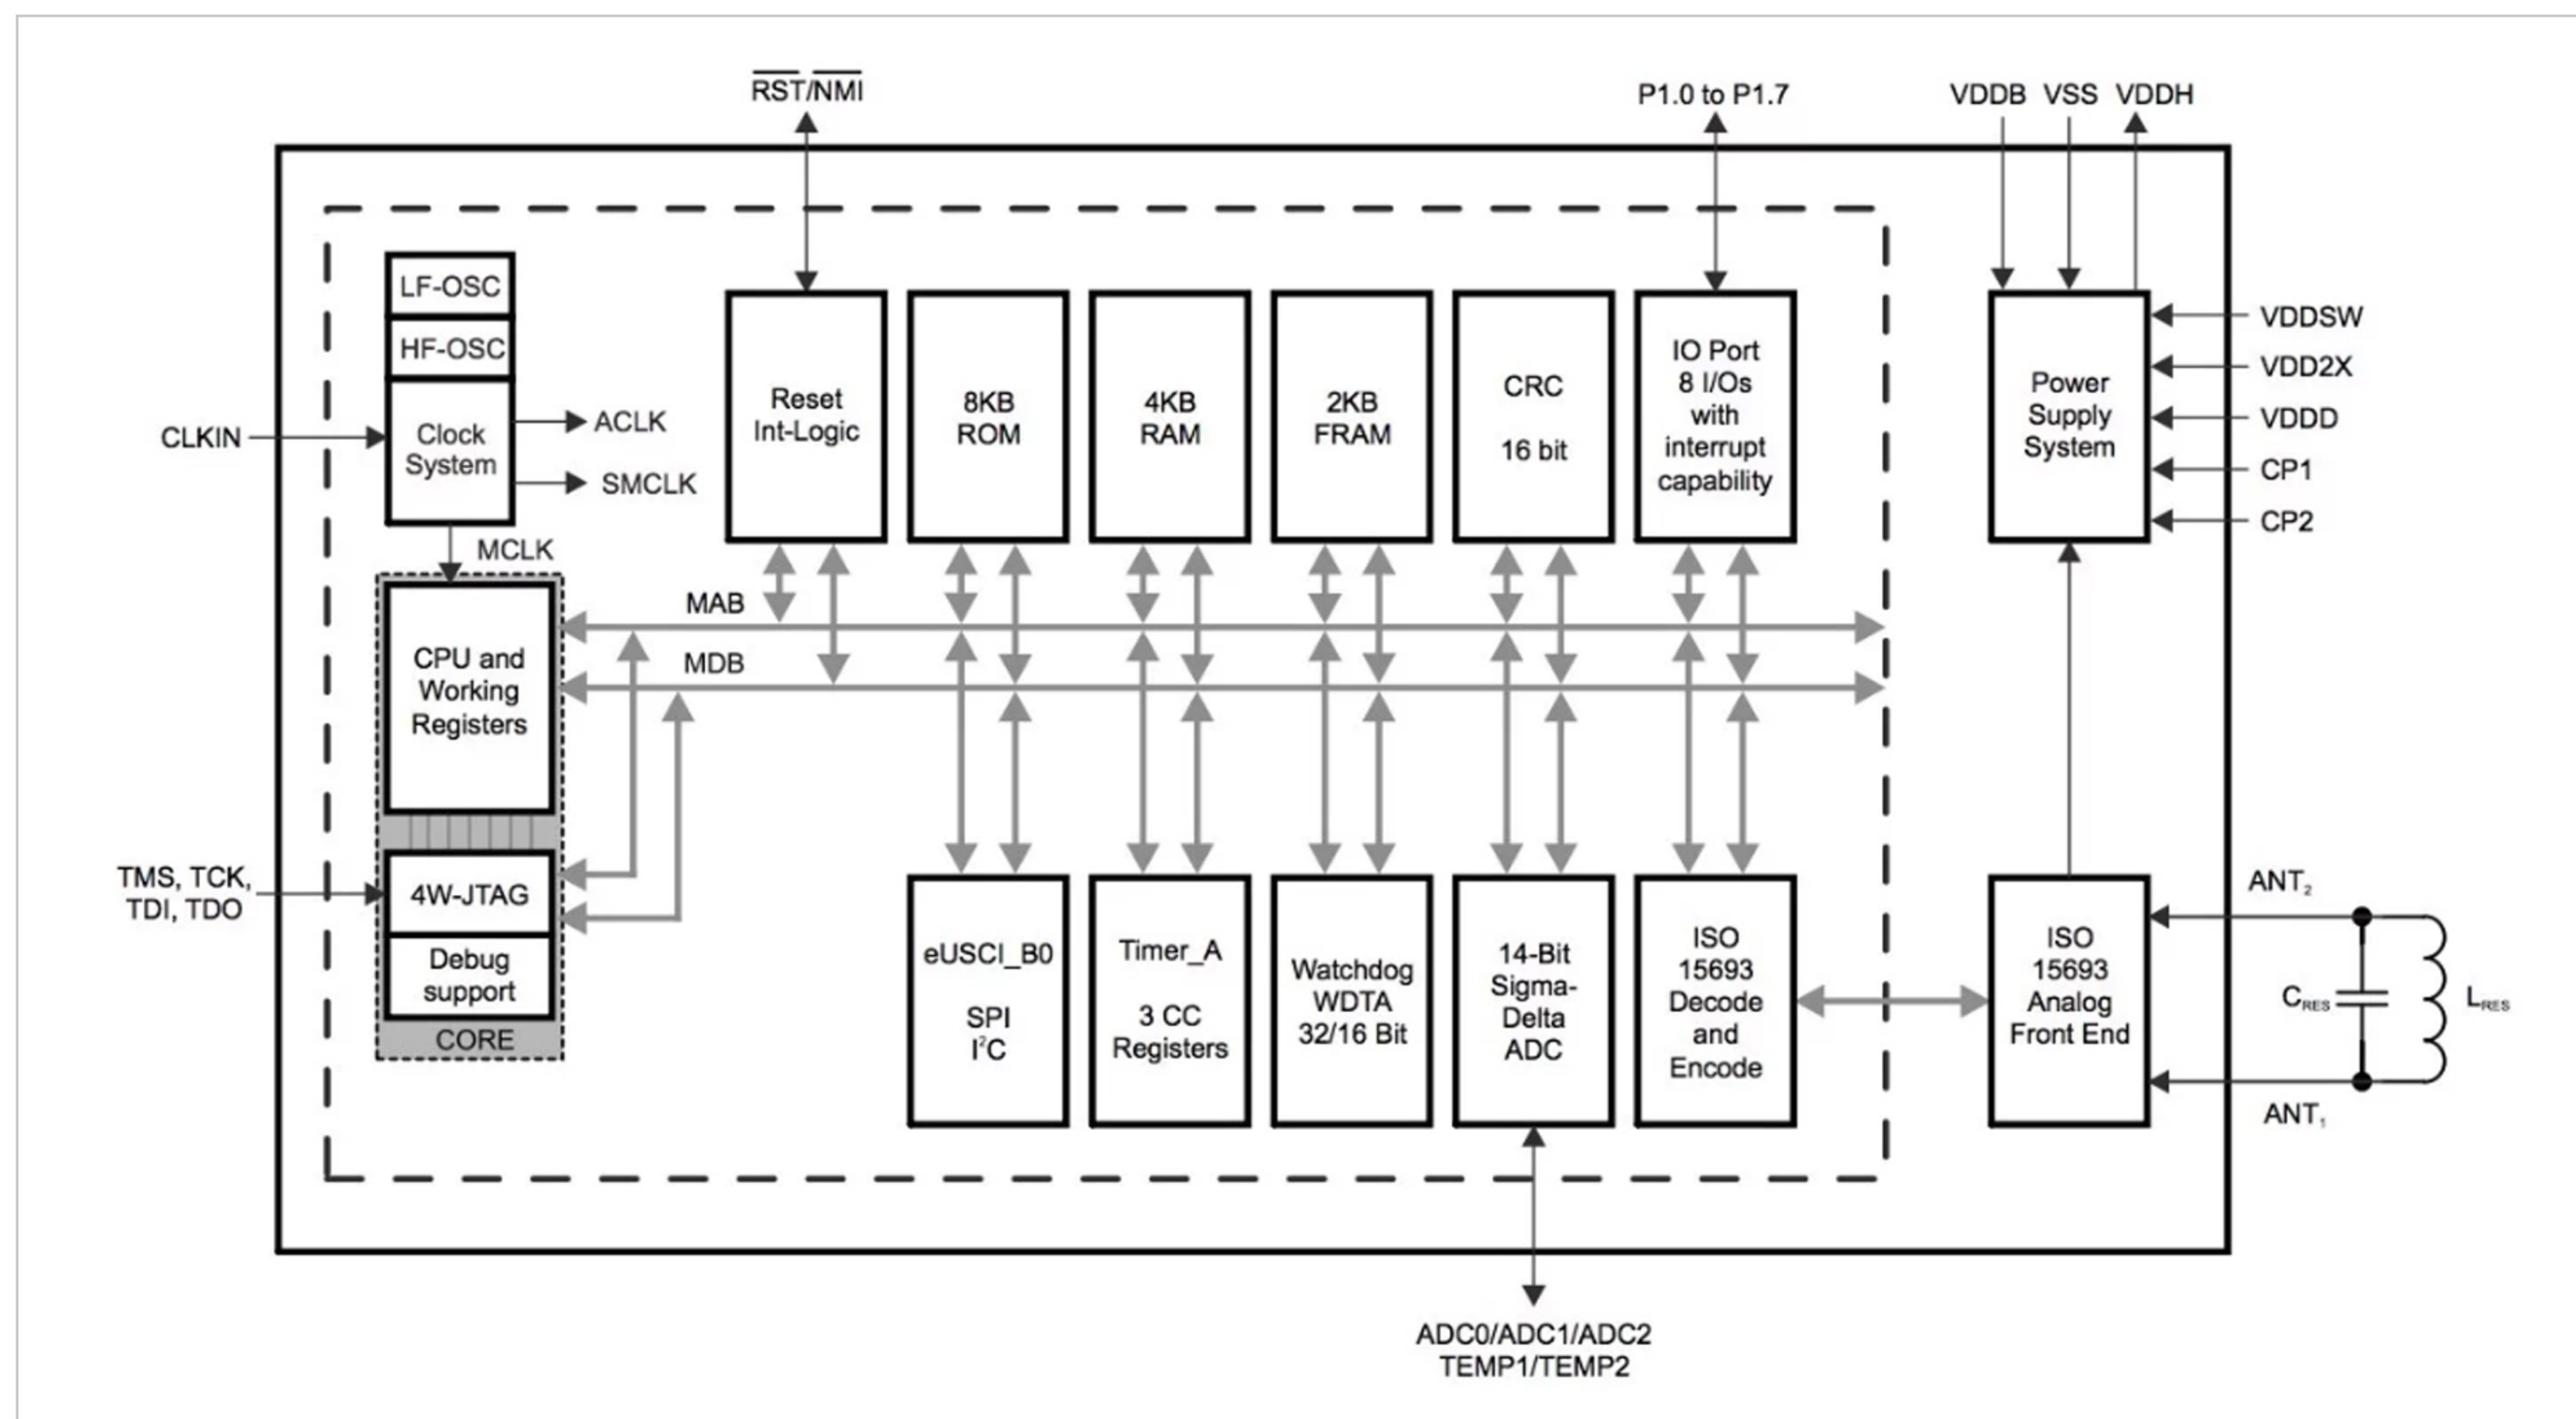 RST/NMI
P1.0 to P1.7
VDDB VSS VDDH
LF-OSC
HF-OSC
Clock
System
CLKIN
ACLK
SMCLK
MCLK
Reset
Int-Logic
8KB
ROM
4KB
RAM
2KB
FRAM
CRC
16 bit
IO Port
8 I/Os
with
interrupt
capability
Power
Supply
System
VDDSW
VDD2X
VDDD
CP1
CP2
MAB
MDB
CPU and
Working
Registers
TMS, TCK,
TDI, TDO
4W-JTAG
Debug
support
CORE
eUSCI_B0
SPI
I²C
Timer_A
3 CC
Registers
Watchdog
WDTA
32/16 Bit
14-Bit
Sigma-
Delta
ADC
ISO
15693
Decode
and
Encode
ISO
15693
Analog
Front End
ANT₂
C_RES
L_RES
ANT₁
ADC0/ADC1/ADC2
TEMP1/TEMP2